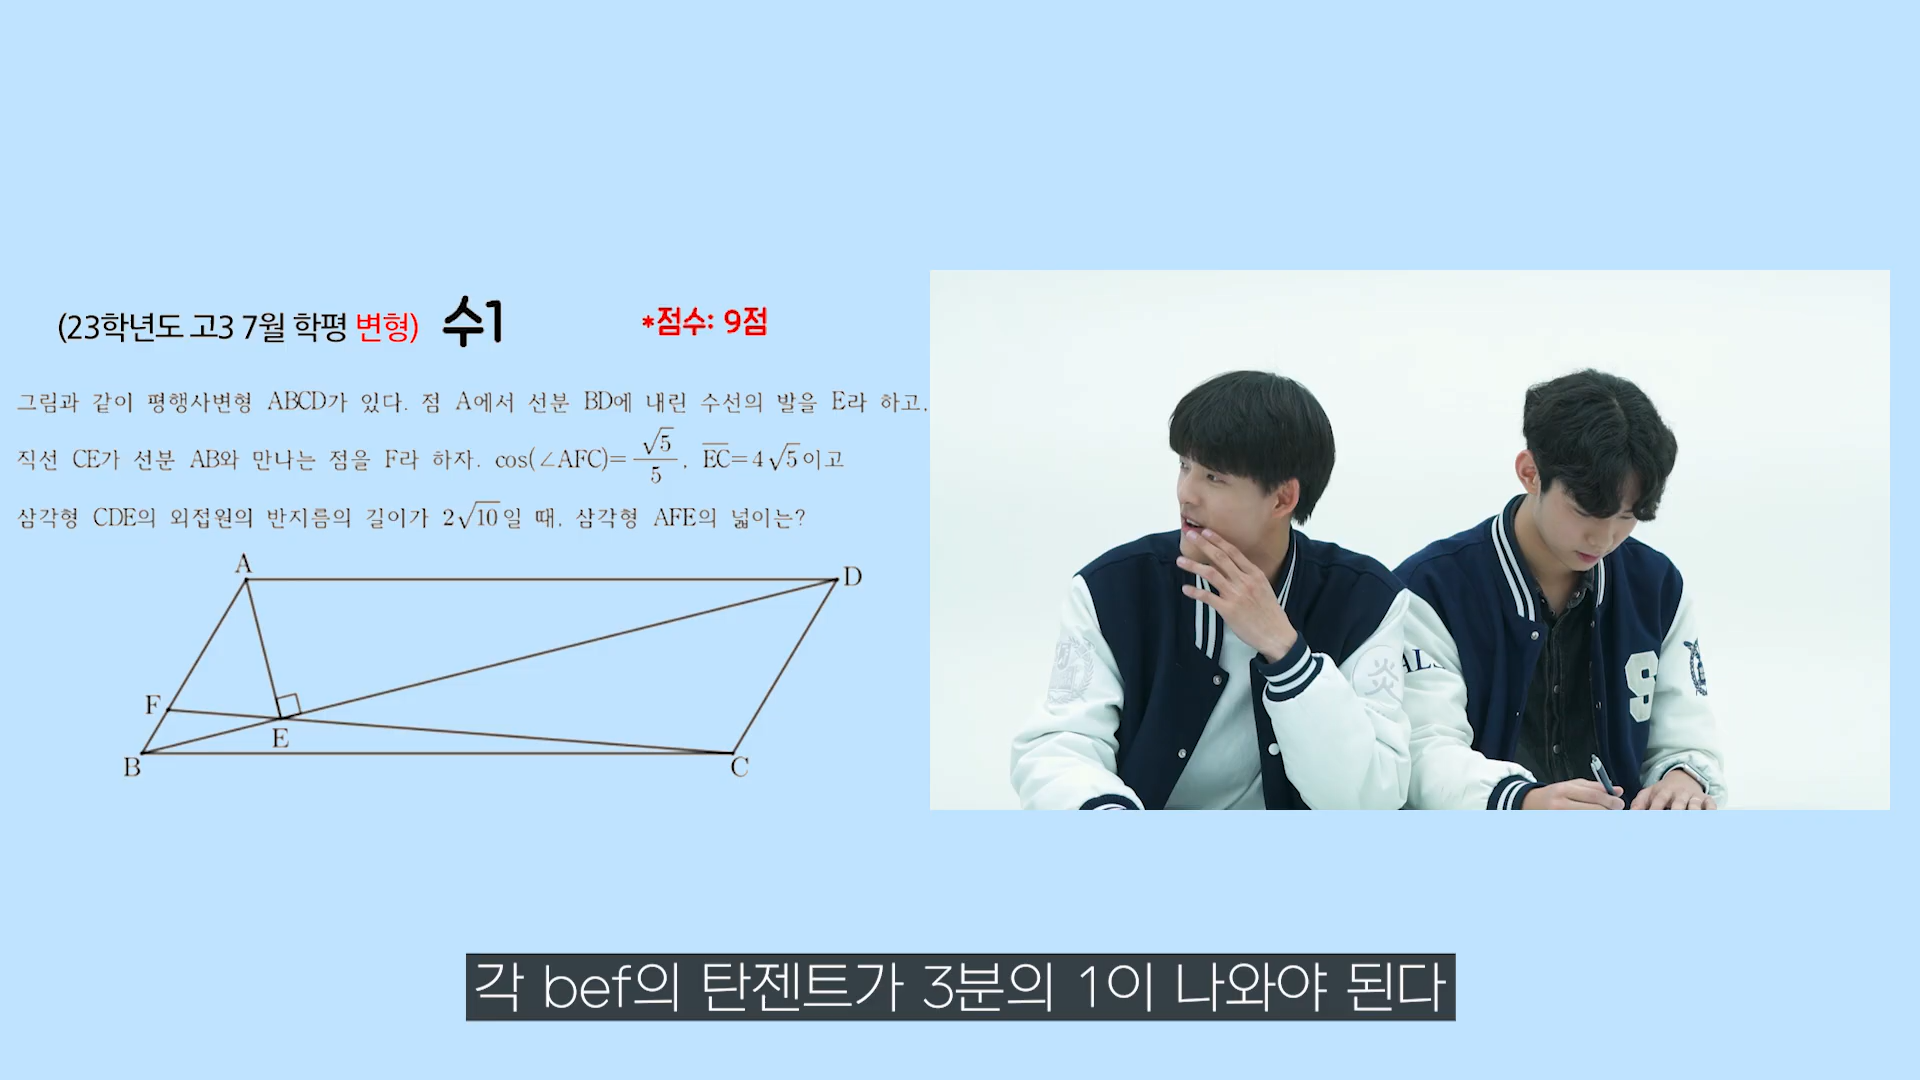 (23학년도 고3 7월 학평 변형) 수1 *점수: 9점
그림과 같이 평행사변형 ABCD가 있다. 점 A에서 선분 BD에 내린 수선의 발을 E라 하고,
직선 CE가 선분 AB와 만나는 점을 F라 하자. cos(∠AFC)=√5/5, EC=4√5이고
삼각형 CDE의 외접원의 반지름의 길이가 2√10일 때, 삼각형 AFE의 넓이는?
A
D
F
E
B
C
炎
ALS
S
각 bef의 탄젠트가 3분의 1이 나와야 된다